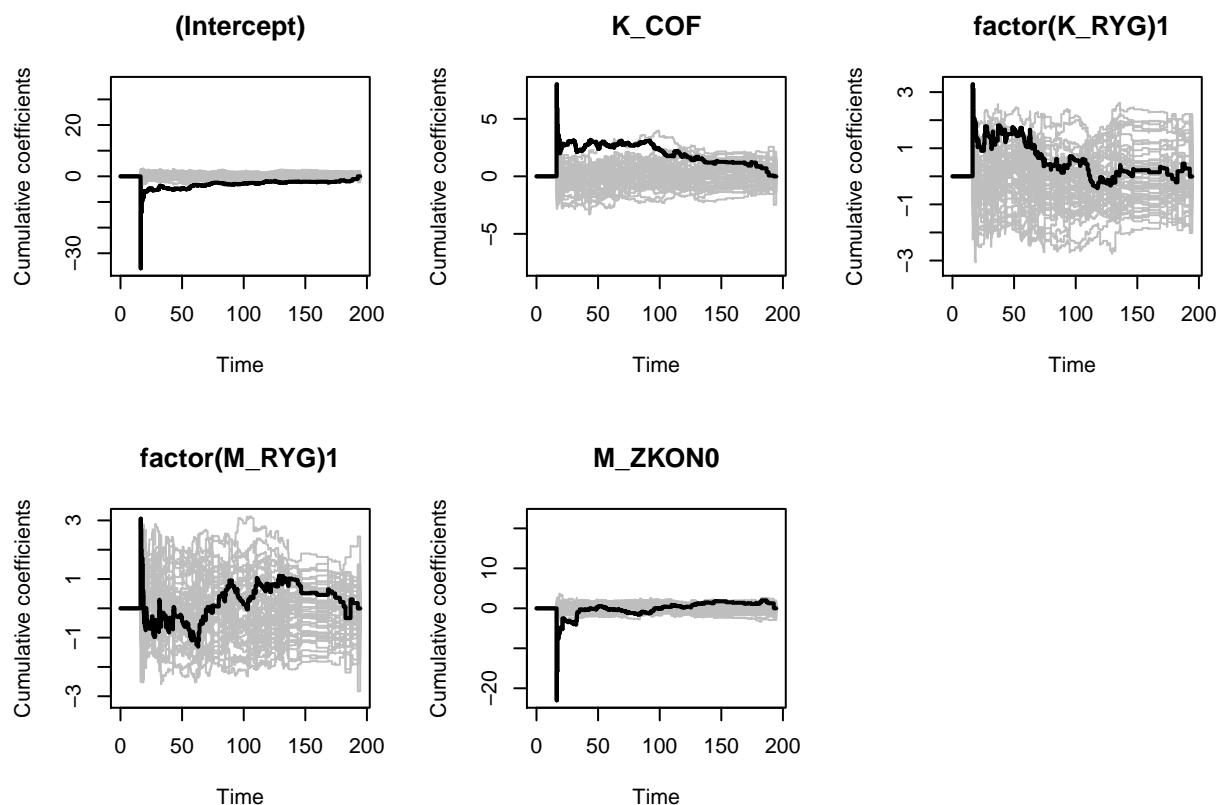 (Intercept)
Cumulative coefficients
20
0
−30
0
50
100
150
200
Time
K_COF
Cumulative coefficients
5
0
−5
0
50
100
150
200
Time
factor(K_RYG)1
Cumulative coefficients
3
1
−1
−3
0
50
100
150
200
Time
factor(M_RYG)1
Cumulative coefficients
3
1
−1
−3
0
50
100
150
200
Time
M_ZKON0
Cumulative coefficients
10
0
−20
0
50
100
150
200
Time